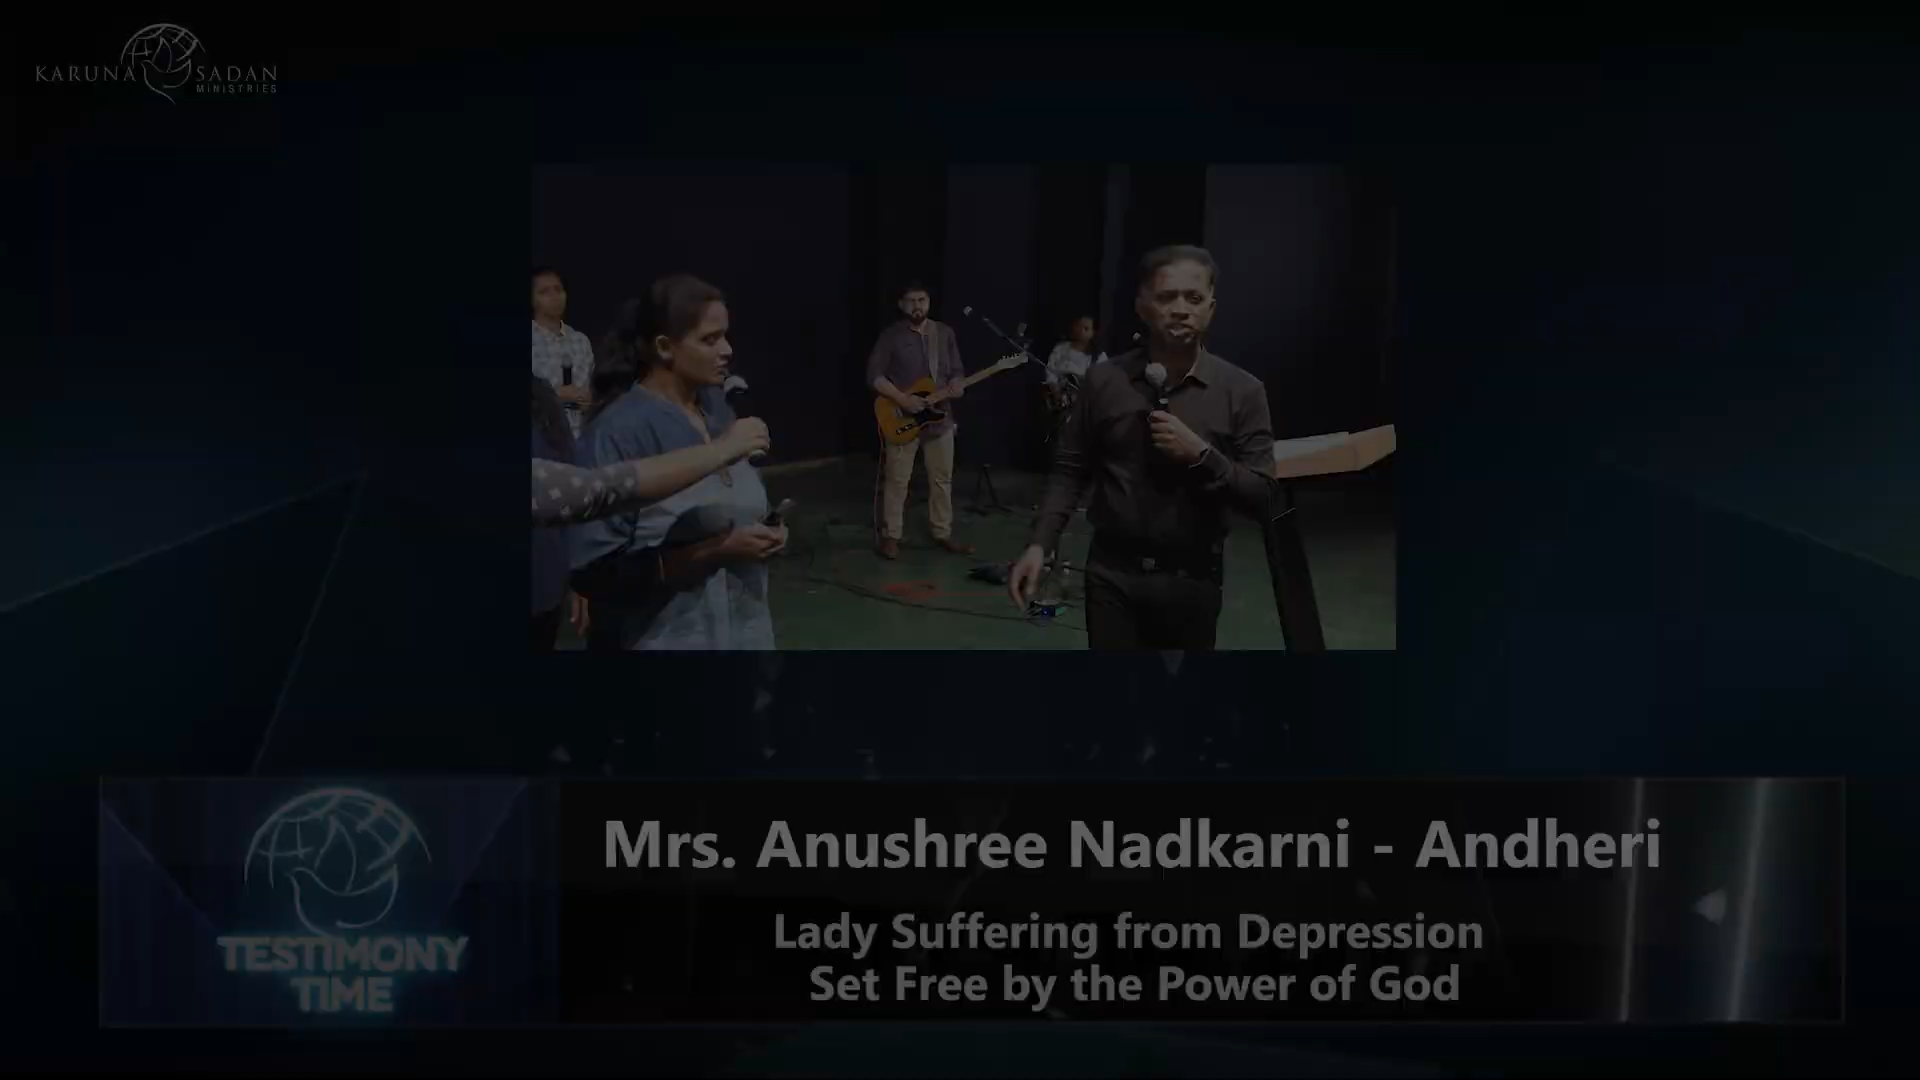 KARUNA SADAN
MINISTRIES
Mrs. Anushree Nadkarni - Andheri
Lady Suffering from Depression
Set Free by the Power of God
TESTIMONY
TIME